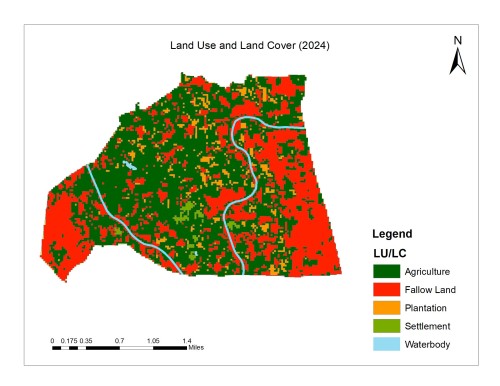 Land Use and Land Cover (2024)
N
Legend
LU/LC
Agriculture
Fallow Land
Plantation
Settlement
Waterbody
0 0.175 0.35 0.7 1.05 1.4
Miles